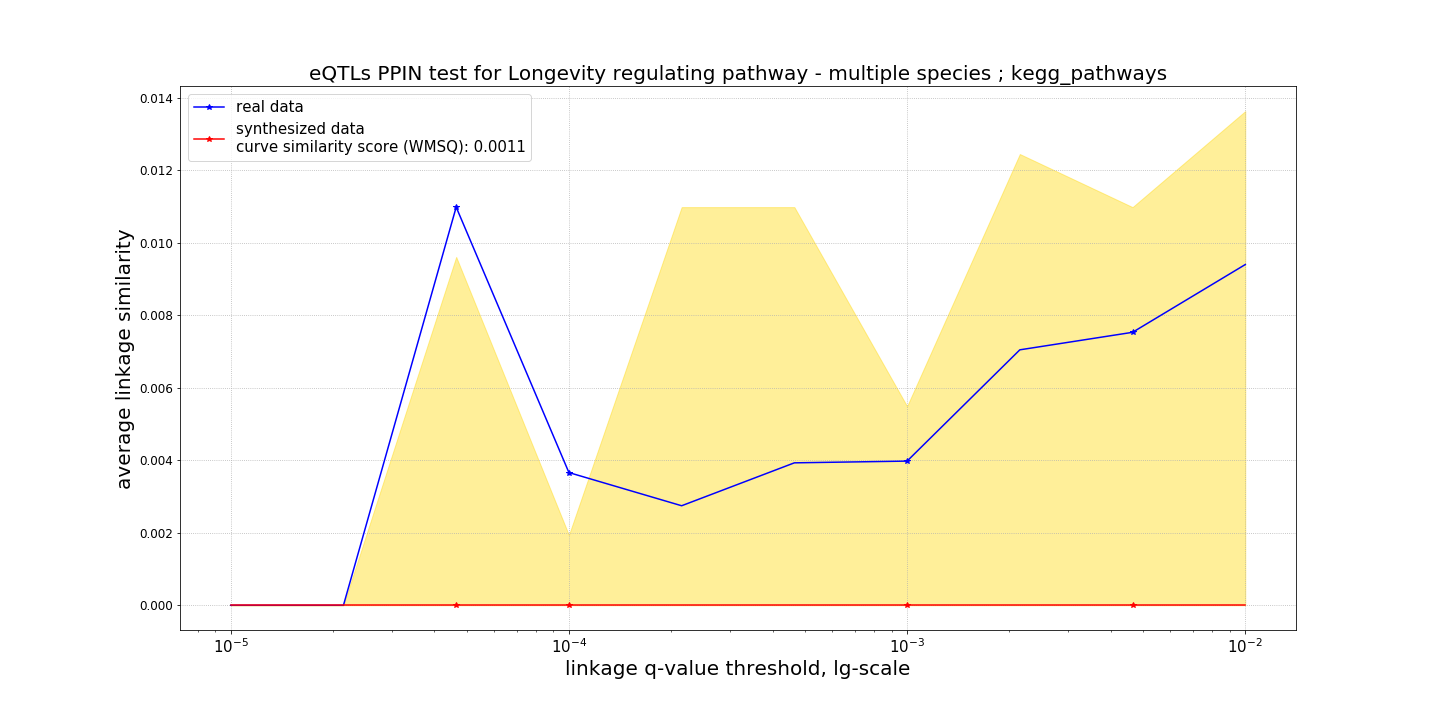 eQTLs PPIN test for Longevity regulating pathway - multiple species ; kegg_pathways
real data
synthesized data
curve similarity score (WMSQ): 0.0011
average linkage similarity
0.014
0.012
0.010
0.008
0.006
0.004
0.002
0.000
10⁻⁵ 10⁻⁴ 10⁻³ 10⁻²
linkage q-value threshold, lg-scale